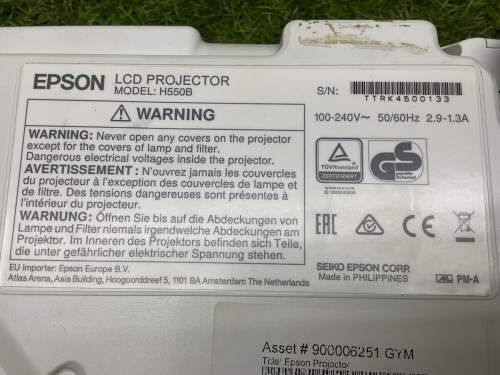 EPSON LCD PROJECTOR
MODEL: H550B
S/N:
TTRK4500133
100-240V~ 50/60Hz 2.9-1.3A
WARNING
WARNING: Never open any covers on the projector
except for the covers of lamp and filter.
Dangerous electrical voltages inside the projector.
AVERTISSEMENT : N'ouvrez jamais les couvercles
du projecteur à l'exception des couvercles de lampe et
de filtre. Des tensions dangereuses sont présentes à
l'intérieur du projecteur.
WARNUNG: Öffnen Sie bis auf die Abdeckungen von
Lampe und Filter niemals irgendwelche Abdeckungen am
Projektor. Im Inneren des Projektors befinden sich Teile,
die unter gefährlicher elektrischer Spannung stehen.
EU Importer: Epson Europe B.V.
Atlas Arena, Asia Building, Hoogoorddreef 5, 1101 BA Amsterdam The Netherlands
TÜVRheinland
ZERTIFIZIERT
GS
geprüfte
Sicherheit
EAC CE
SEIKO EPSON CORP.
Made in PHILIPPINES
PM-A
Asset # 900006251 GYM
Title: Epson Projector